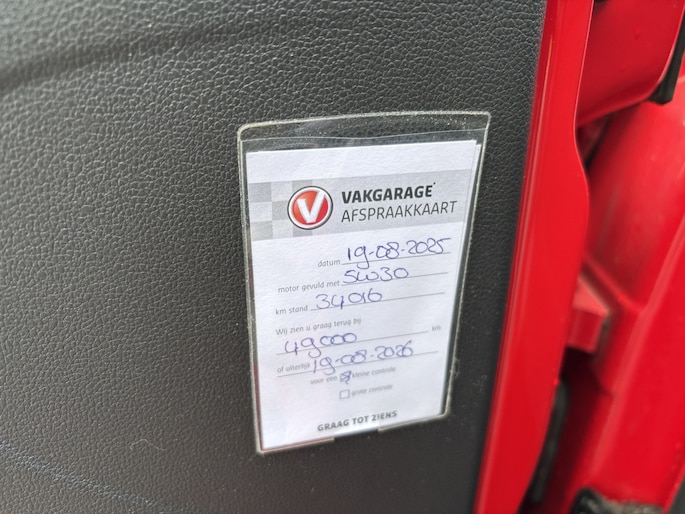 V VAKGARAGE
AFSPRAAKKAART
datum 19-08-2025
motor gevuld met 5W30
km stand 34016
Wij zien u graag terug bij
49000 km
of uiterlijk 19-08-2026
voor een kleine controle
grote controle
GRAAG TOT ZIENS